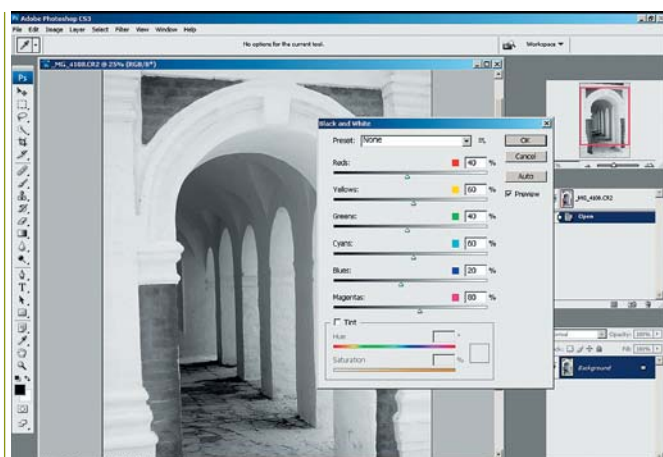 Adobe Photoshop CS3
File Edit Image Layer Select Filter View Window Help
No options for the current tool.
Workspace ▼
Ps
_MG_4108.CR2 @ 25% (RGB/8*)
Black and White
Preset: None
OK
Reds: 40 %
Cancel
Yellows: 60 %
Auto
Greens: 40 %
Preview
Cyans: 60 %
Blues: 20 %
Magentas: 80 %
Tint
Hue: °
Saturation %
_MG_4108.CR2
Open
Opacity: 100%
Fill: 100%
Background